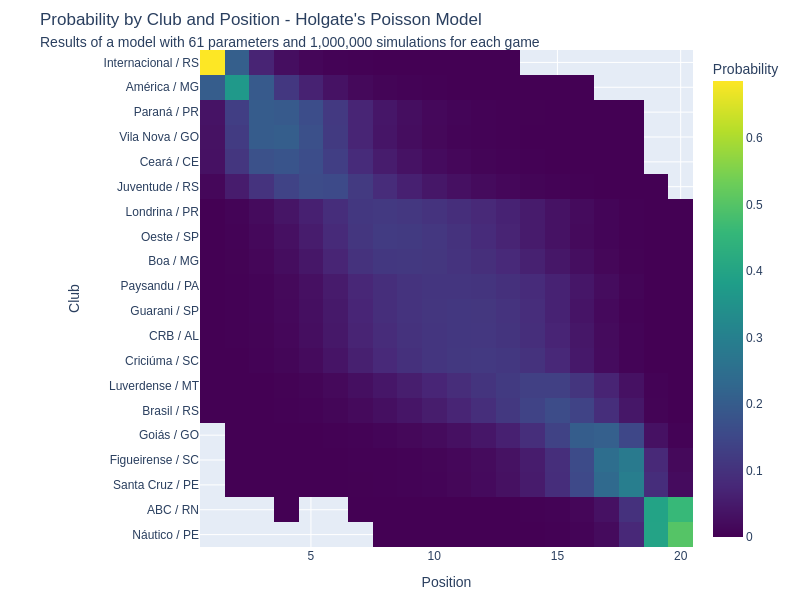 Probability by Club and Position - Holgate's Poisson Model
Results of a model with 61 parameters and 1,000,000 simulations for each game
Probability
Internacional / RS
América / MG
Paraná / PR
Vila Nova / GO
Ceará / CE
Juventude / RS
Londrina / PR
Oeste / SP
Boa / MG
Paysandu / PA
Guarani / SP
CRB / AL
Criciúma / SC
Luverdense / MT
Brasil / RS
Goiás / GO
Figueirense / SC
Santa Cruz / PE
ABC / RN
Náutico / PE
Club
5
10
15
20
Position
0.6
0.5
0.4
0.3
0.2
0.1
0